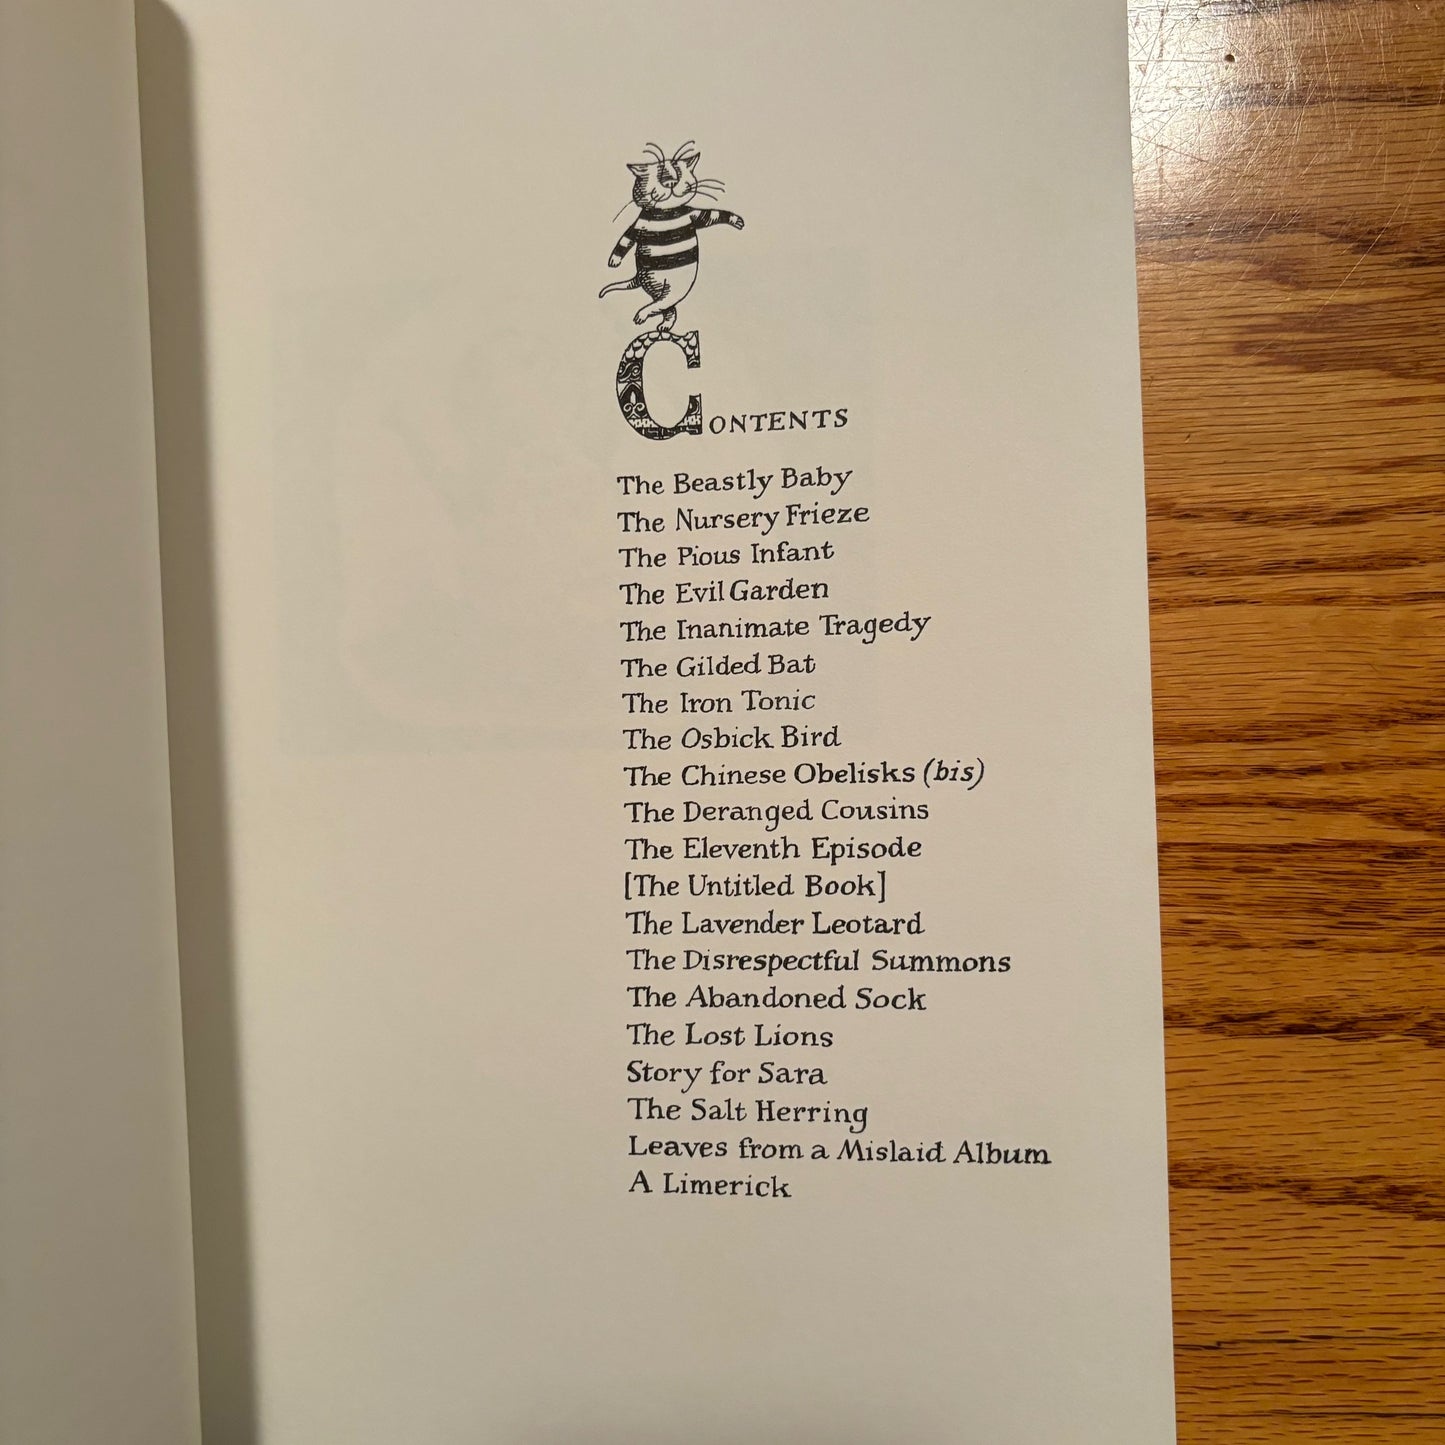 CONTENTS
The Beastly Baby
The Nursery Frieze
The Pious Infant
The Evil Garden
The Inanimate Tragedy
The Gilded Bat
The Iron Tonic
The Osbick Bird
The Chinese Obelisks (bis)
The Deranged Cousins
The Eleventh Episode
[The Untitled Book]
The Lavender Leotard
The Disrespectful Summons
The Abandoned Sock
The Lost Lions
Story for Sara
The Salt Herring
Leaves from a Mislaid Album
A Limerick